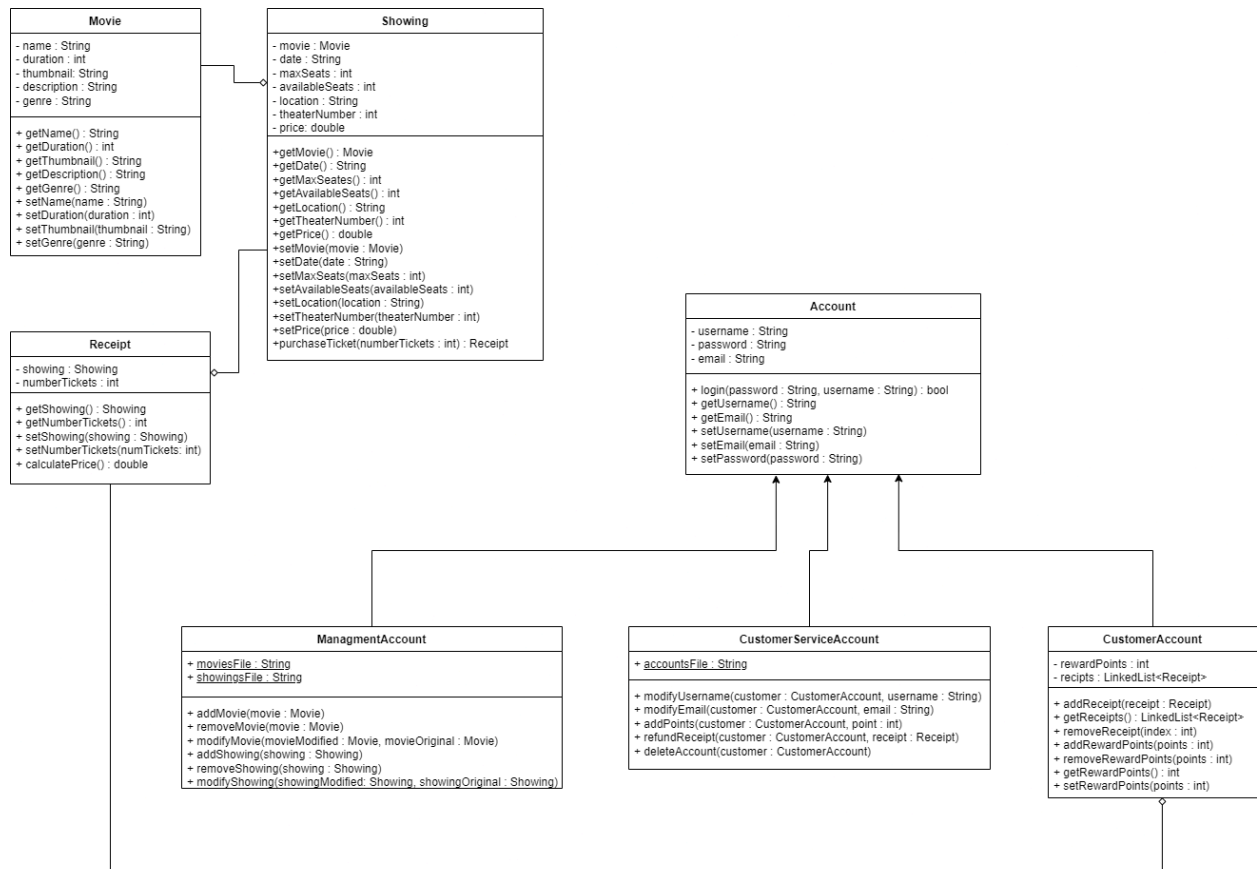 Movie
- name : String
- duration : int
- thumbnail: String
- description : String
- genre : String
+ getName() : String
+ getDuration() : int
+ getThumbnail() : String
+ getDescription() : String
+ getGenre() : String
+ setName(name : String)
+ setDuration(duration : int)
+ setThumbnail(thumbnail : String)
+ setGenre(genre : String)
Showing
- movie : Movie
- date : String
- maxSeats : int
- availableSeats : int
- location : String
- theaterNumber : int
- price: double
+getMovie() : Movie
+getDate() : String
+getMaxSeates() : int
+getAvailableSeats() : int
+getLocation() : String
+getTheaterNumber() : int
+getPrice() : double
+setMovie(movie : Movie)
+setDate(date : String)
+setMaxSeats(maxSeats : int)
+setAvailableSeats(availableSeats : int)
+setLocation(location : String)
+setTheaterNumber(theaterNumber : int)
+setPrice(price : double)
+purchaseTicket(numberTickets : int) : Receipt
Receipt
- showing : Showing
- numberTickets : int
+ getShowing() : Showing
+ getNumberTickets() : int
+ setShowing(showing : Showing)
+ setNumberTickets(numTickets: int)
+ calculatePrice() : double
Account
- username : String
- password : String
- email : String
+ login(password : String, username : String) : bool
+ getUsername() : String
+ getEmail() : String
+ setUsername(username : String)
+ setEmail(email : String)
+ setPassword(password : String)
ManagmentAccount
+ moviesFile : String
+ showingsFile : String
+ addMovie(movie : Movie)
+ removeMovie(movie : Movie)
+ modifyMovie(movieModified : Movie, movieOriginal : Movie)
+ addShowing(showing : Showing)
+ removeShowing(showing : Showing)
+ modifyShowing(showingModified: Showing, showingOriginal : Showing)
CustomerServiceAccount
+ accountsFile : String
+ modifyUsername(customer : CustomerAccount, username : String)
+ modifyEmail(customer : CustomerAccount, email : String)
+ addPoints(customer : CustomerAccount, point : int)
+ refundReceipt(customer : CustomerAccount, receipt : Receipt)
+ deleteAccount(customer : CustomerAccount)
CustomerAccount
- rewardPoints : int
- recipts : LinkedList<Receipt>
+ addReceipt(receipt : Receipt)
+ getReceipts() : LinkedList<Receipt>
+ removeReceipt(index : int)
+ addRewardPoints(points : int)
+ removeRewardPoints(points : int)
+ getRewardPoints() : int
+ setRewardPoints(points : int)